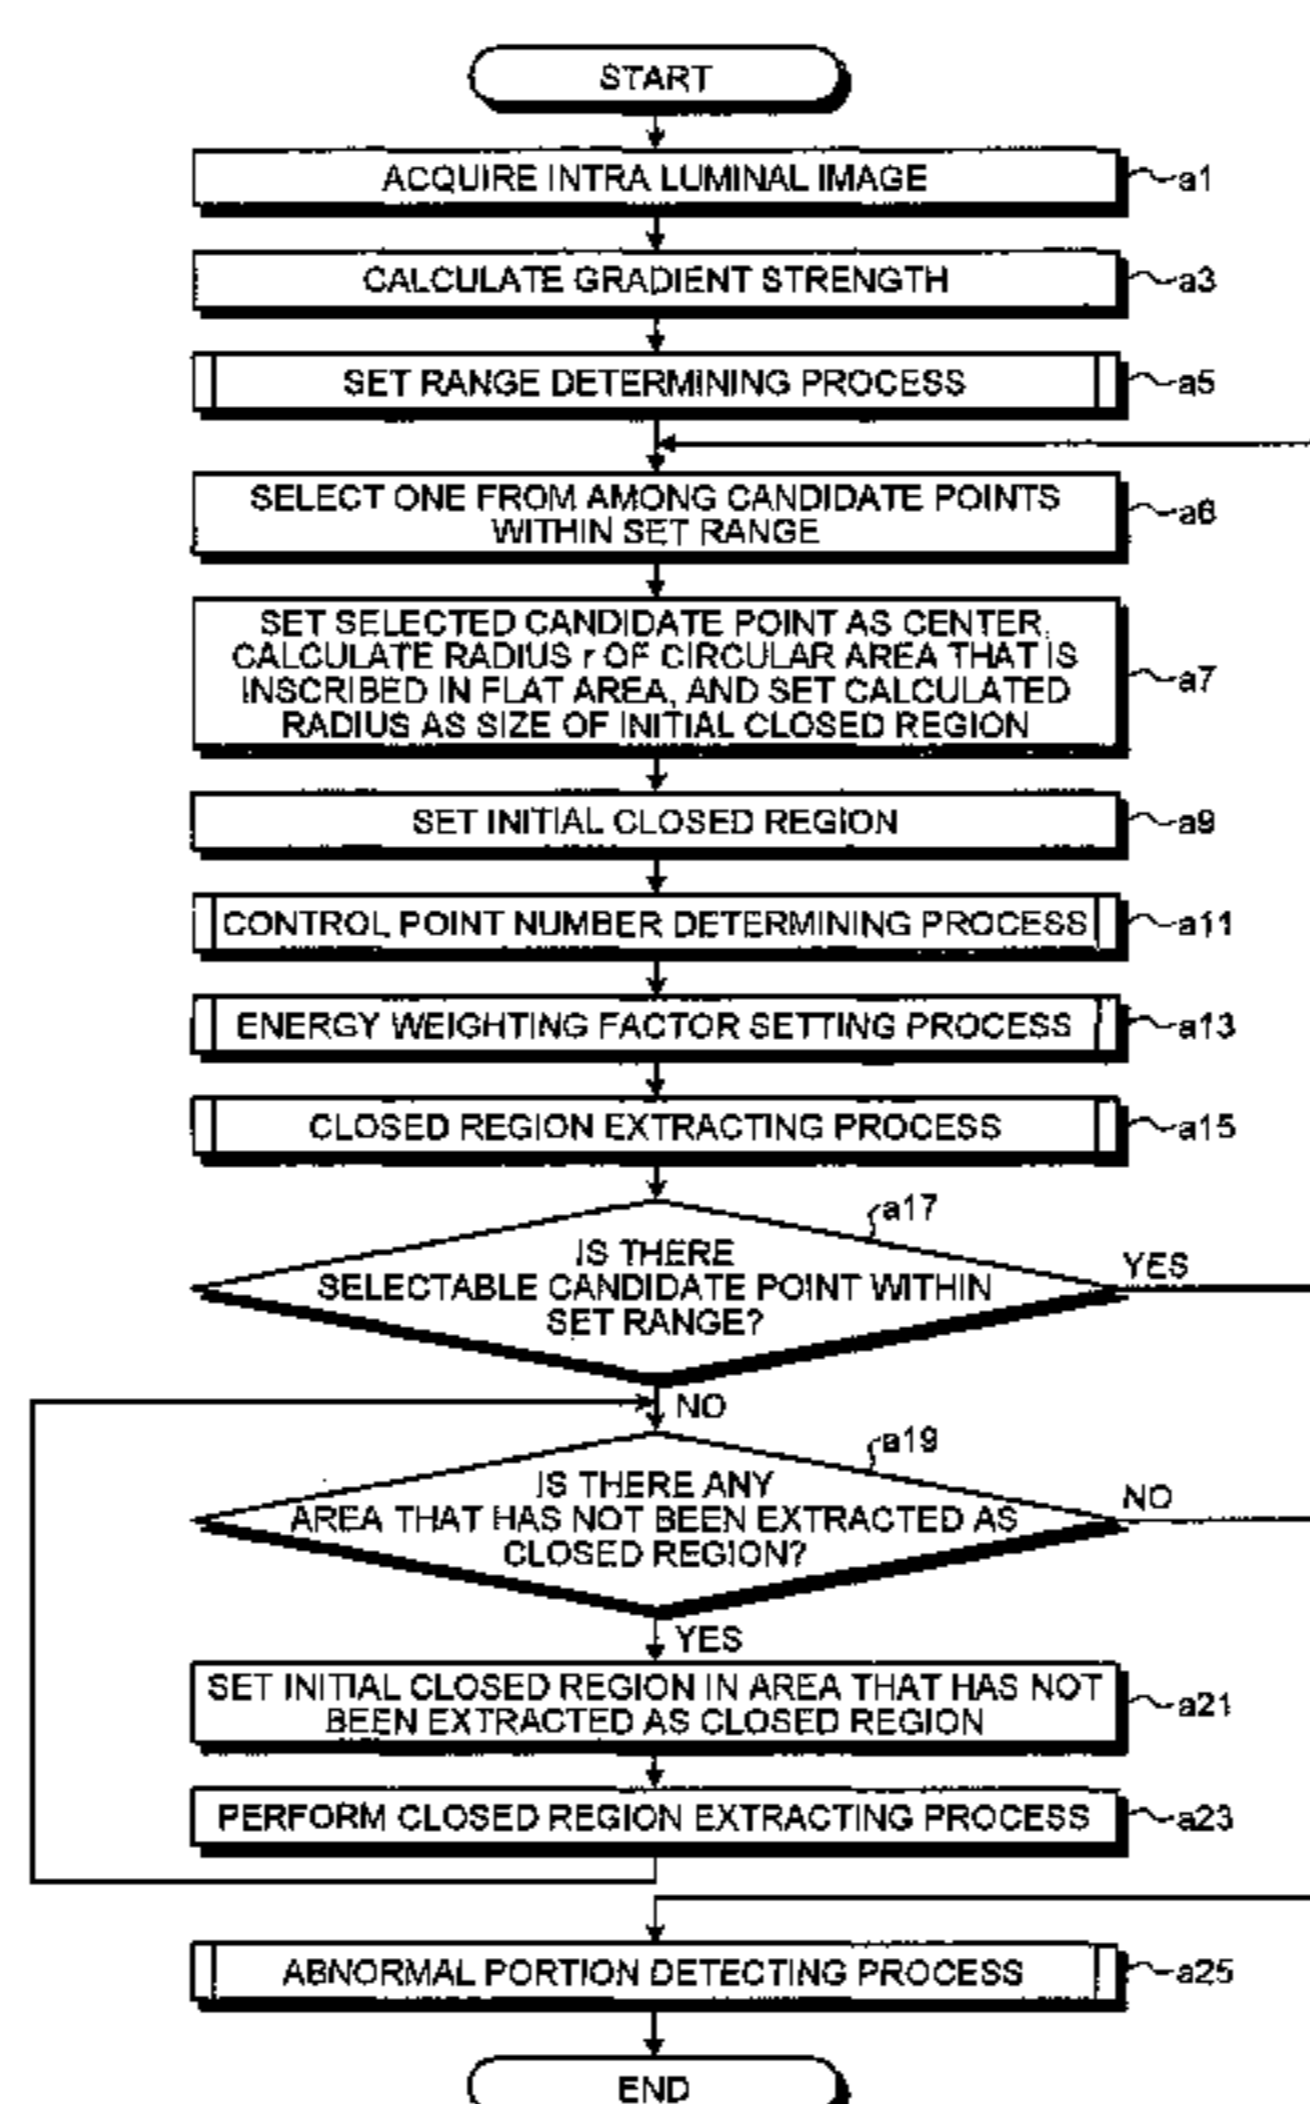 START
ACQUIRE INTRA LUMINAL IMAGE
a1
CALCULATE GRADIENT STRENGTH
a3
SET RANGE DETERMINING PROCESS
a5
SELECT ONE FROM AMONG CANDIDATE POINTS
WITHIN SET RANGE
a6
SET SELECTED CANDIDATE POINT AS CENTER,
CALCULATE RADIUS r OF CIRCULAR AREA THAT IS
INSCRIBED IN FLAT AREA, AND SET CALCULATED
RADIUS AS SIZE OF INITIAL CLOSED REGION
a7
SET INITIAL CLOSED REGION
a9
CONTROL POINT NUMBER DETERMINING PROCESS
a11
ENERGY WEIGHTING FACTOR SETTING PROCESS
a13
CLOSED REGION EXTRACTING PROCESS
a15
a17
IS THERE
SELECTABLE CANDIDATE POINT WITHIN
SET RANGE?
YES
NO
a19
IS THERE ANY
AREA THAT HAS NOT BEEN EXTRACTED AS
CLOSED REGION?
NO
YES
SET INITIAL CLOSED REGION IN AREA THAT HAS NOT
BEEN EXTRACTED AS CLOSED REGION
a21
PERFORM CLOSED REGION EXTRACTING PROCESS
a23
ABNORMAL PORTION DETECTING PROCESS
a25
END